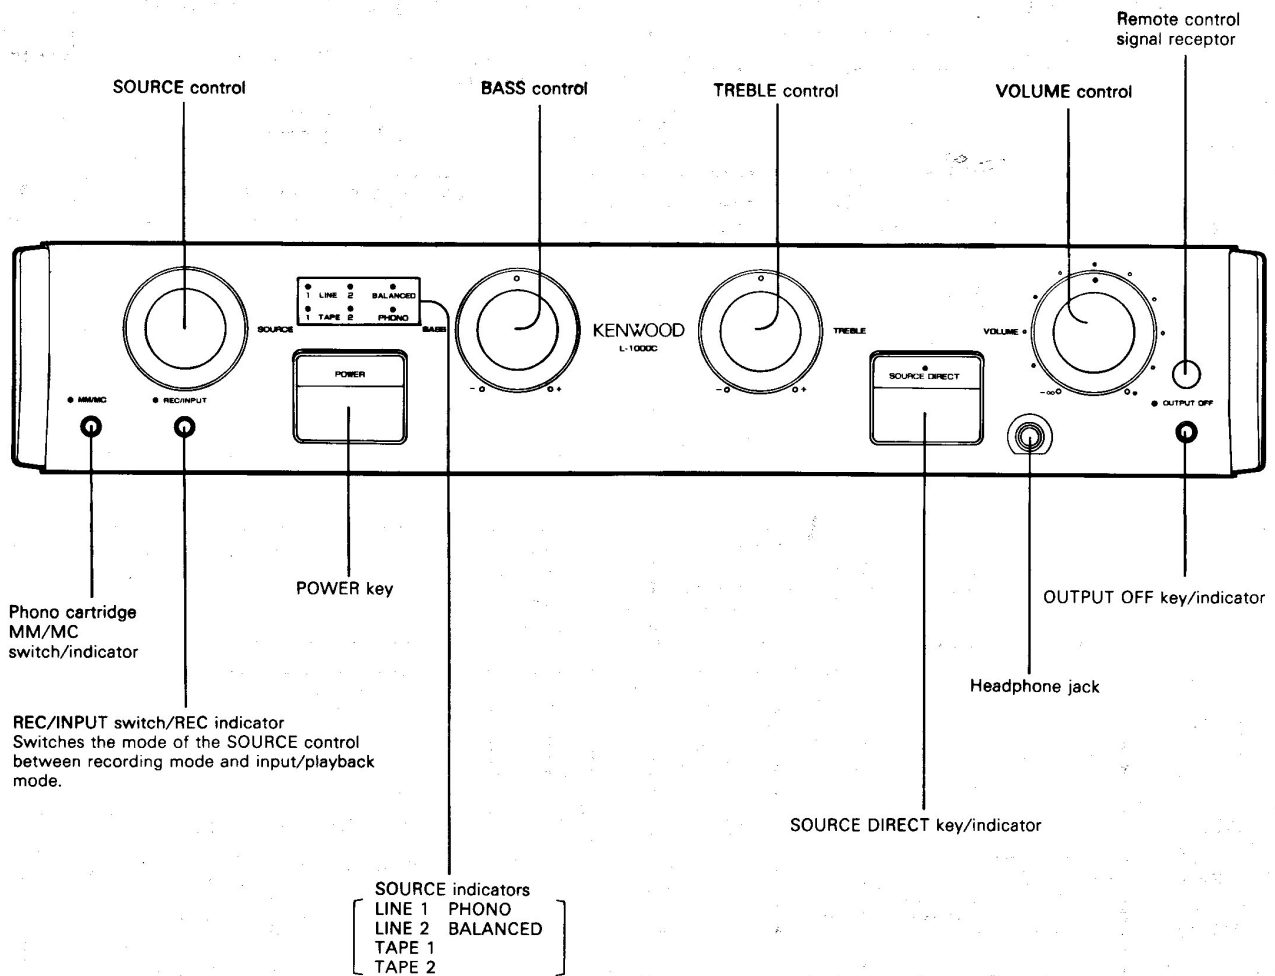 Remote control
signal receptor
SOURCE control
BASS control
TREBLE control
VOLUME control
1 LINE 2 BALANCED
1 TAPE 2 PHONO
SOURCE
BASS
KENWOOD
L-1000C
TREBLE
VOLUME
POWER
SOURCE DIRECT
- +
- +
-∞
MM/MC
REC/INPUT
OUTPUT OFF
POWER key
OUTPUT OFF key/indicator
Phono cartridge
MM/MC
switch/indicator
Headphone jack
REC/INPUT switch/REC indicator
Switches the mode of the SOURCE control
between recording mode and input/playback
mode.
SOURCE DIRECT key/indicator
SOURCE indicators
LINE 1 PHONO
LINE 2 BALANCED
TAPE 1
TAPE 2